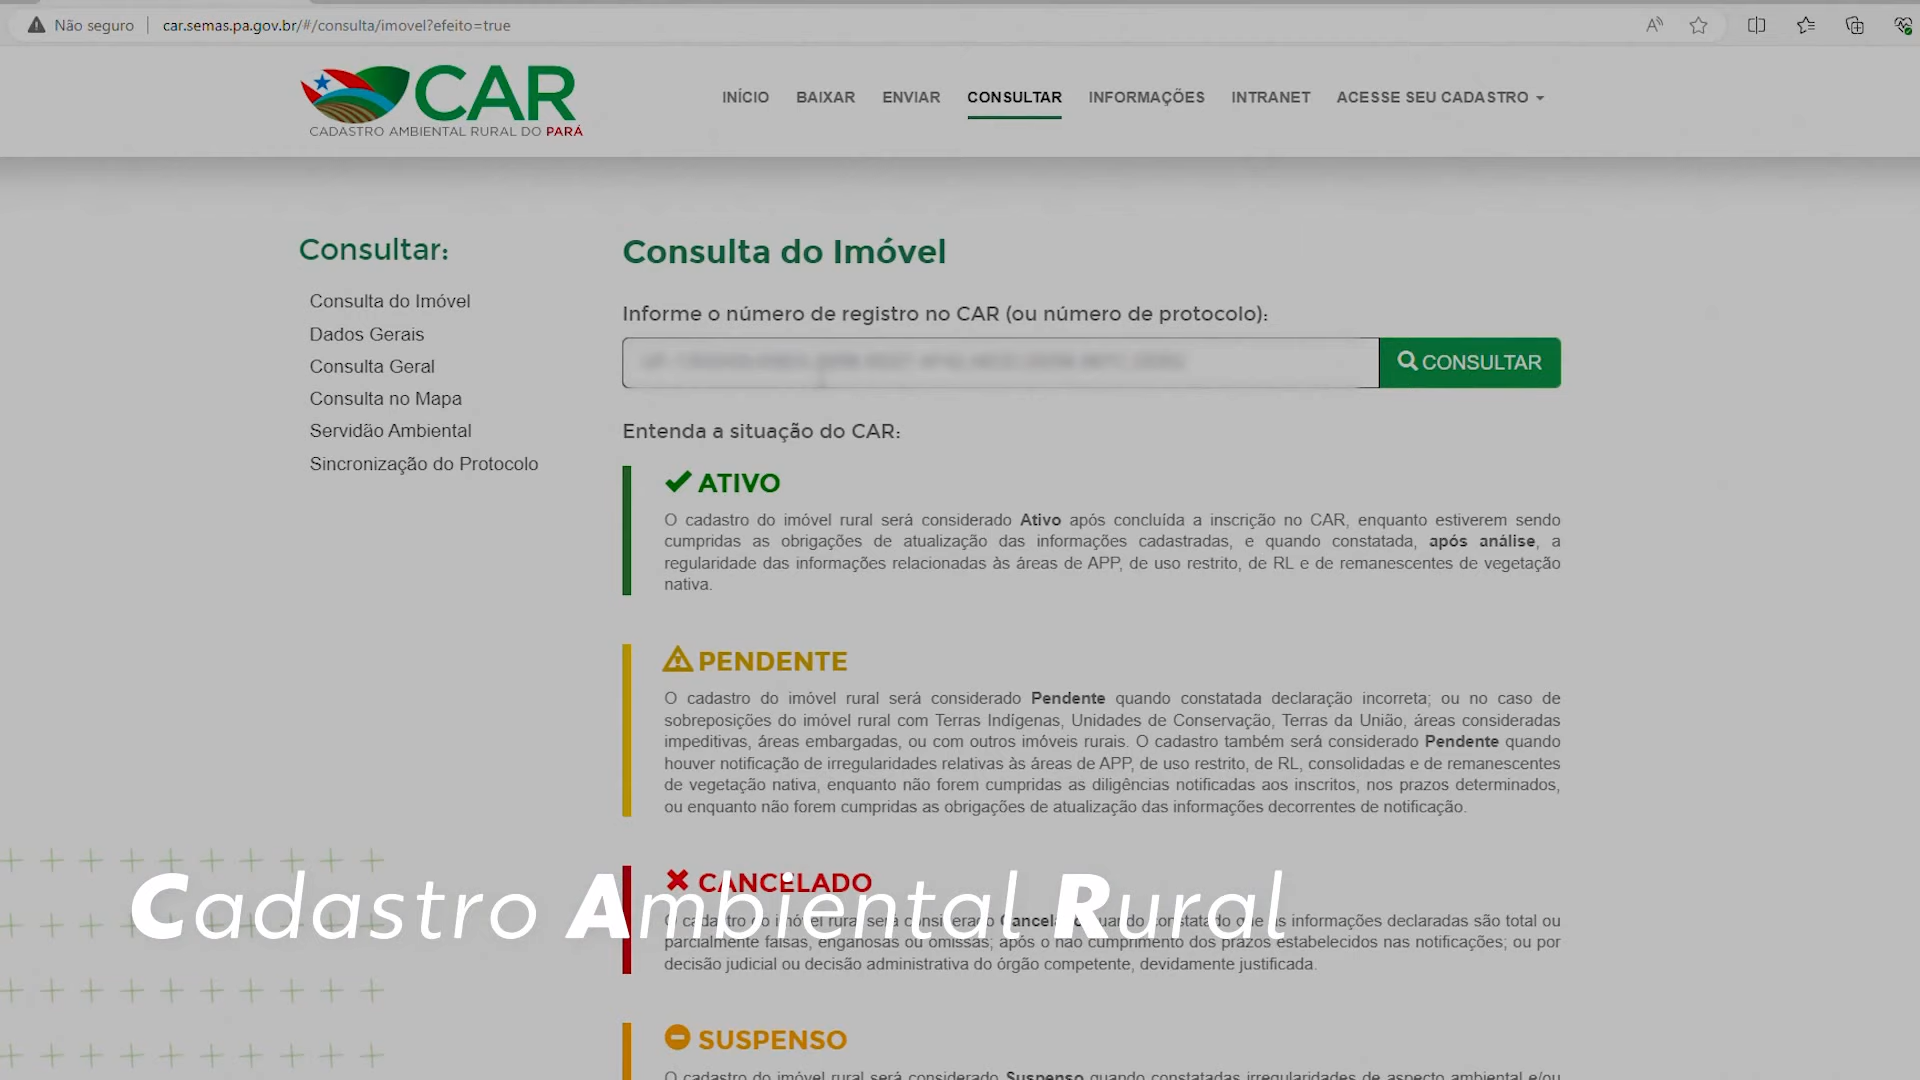 Não seguro
car.semas.pa.gov.br/#/consulta/imovel?efeito=true
CAR
CADASTRO AMBIENTAL RURAL DO PARÁ
INÍCIO BAIXAR ENVIAR CONSULTAR INFORMAÇÕES INTRANET ACESSE SEU CADASTRO
Consultar:
Consulta do Imóvel
Dados Gerais
Consulta Geral
Consulta no Mapa
Servidão Ambiental
Sincronização do Protocolo
Consulta do Imóvel
Informe o número de registro no CAR (ou número de protocolo):
CONSULTAR
Entenda a situação do CAR:
ATIVO
O cadastro do imóvel rural será considerado Ativo após concluída a inscrição no CAR, enquanto estiverem sendo
cumpridas as obrigações de atualização das informações cadastradas, e quando constatada, após análise, a
regularidade das informações relacionadas às áreas de APP, de uso restrito, de RL e de remanescentes de vegetação
nativa.
PENDENTE
O cadastro do imóvel rural será considerado Pendente quando constatada declaração incorreta; ou no caso de
sobreposições do imóvel rural com Terras Indígenas, Unidades de Conservação, Terras da União, áreas consideradas
impeditivas, áreas embargadas, ou com outros imóveis rurais. O cadastro também será considerado Pendente quando
houver notificação de irregularidades relativas às áreas de APP, de uso restrito, de RL, consolidadas e de remanescentes
de vegetação nativa, enquanto não forem cumpridas as diligências notificadas aos inscritos, nos prazos determinados,
ou enquanto não forem cumpridas as obrigações de atualização das informações decorrentes de notificação.
CANCELADO
O cadastro do imóvel rural será considerado Cancelado quando constatado que as informações declaradas são total ou
parcialmente falsas, enganosas ou omissas; após o não cumprimento dos prazos estabelecidos nas notificações; ou por
decisão judicial ou decisão administrativa do órgão competente, devidamente justificada.
Cadastro Ambiental Rural
SUSPENSO
O cadastro do imóvel rural será considerado Suspenso quando constatadas irregularidades de aspecto ambiental e/ou